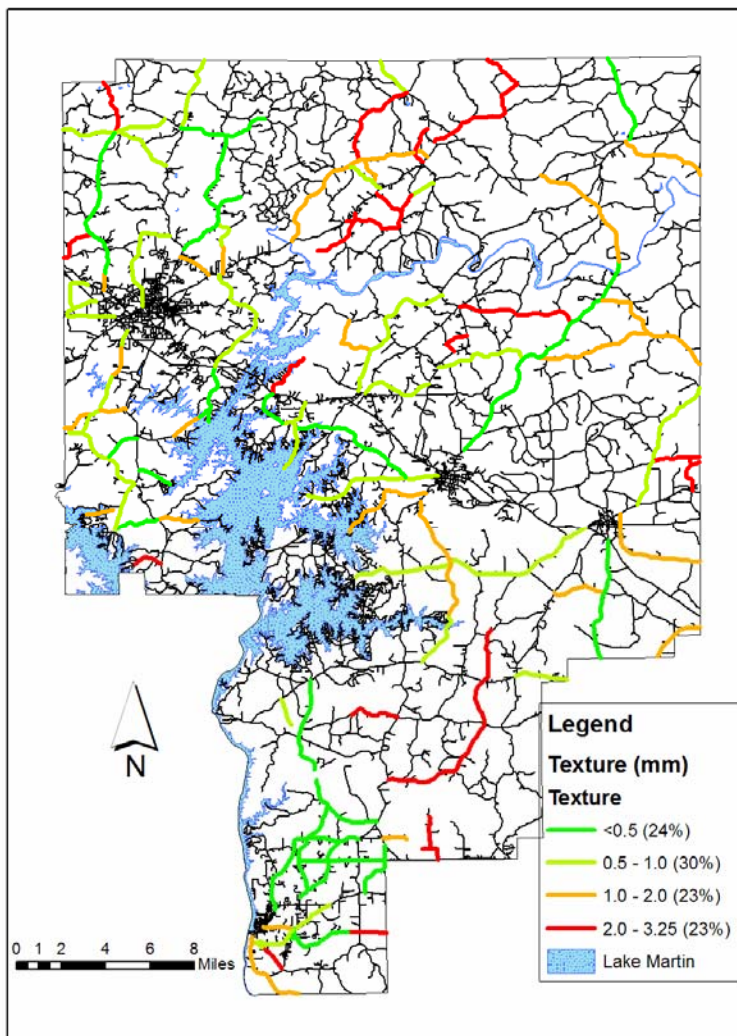 N
Legend
Texture (mm)
Texture
<0.5 (24%)
0.5 - 1.0 (30%)
1.0 - 2.0 (23%)
2.0 - 3.25 (23%)
Lake Martin
0 1 2 4 6 8
Miles